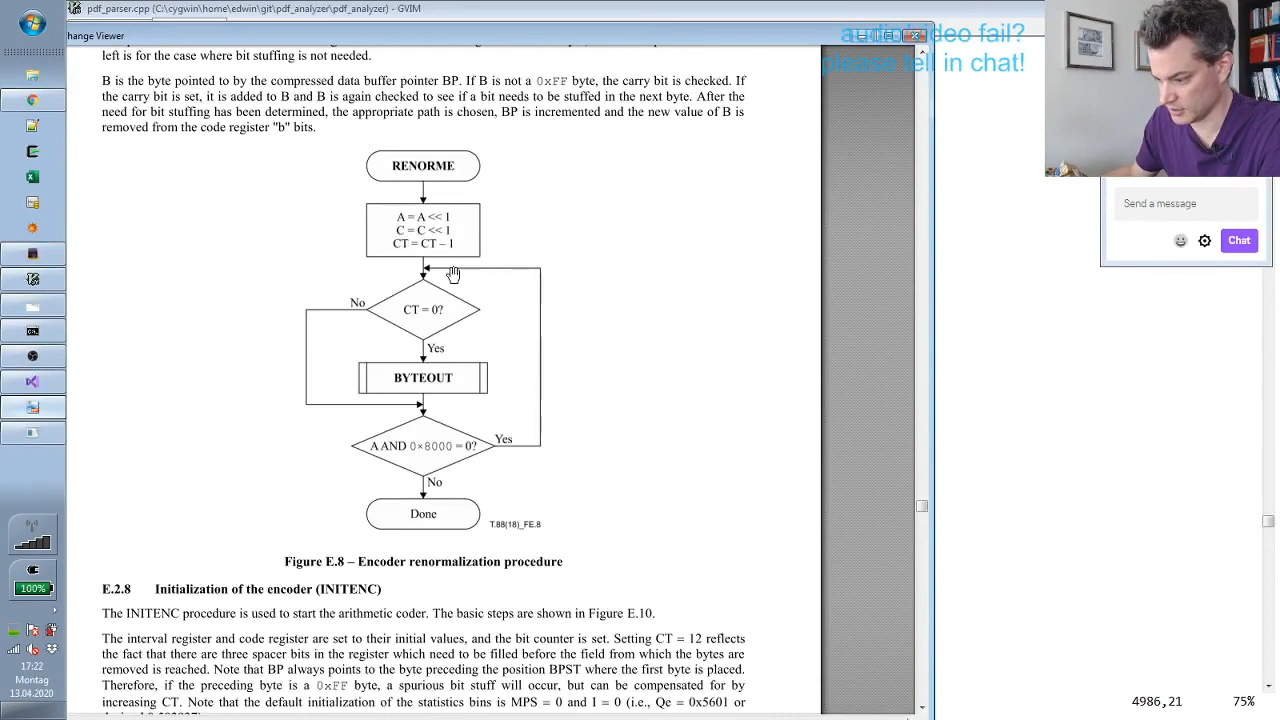 pdf_parser.cpp (C:\cygwin\home\edwin\git\pdf_analyzer\pdf_analyzer) - GVIM
hange Viewer
audio/video fail?
please tell in chat!
left is for the case where bit stuffing is not needed.
B is the byte pointed to by the compressed data buffer pointer BP. If B is not a 0xFF byte, the carry bit is checked. If
the carry bit is set, it is added to B and B is again checked to see if a bit needs to be stuffed in the next byte. After the
need for bit stuffing has been determined, the appropriate path is chosen, BP is incremented and the new value of B is
removed from the code register "b" bits.
RENORME
A = A << 1
C = C << 1
CT = CT – 1
No
CT = 0?
Yes
BYTEOUT
A AND 0×8000 = 0?
Yes
No
Done
T.88(18)_FE.8
Figure E.8 – Encoder renormalization procedure
E.2.8 Initialization of the encoder (INITENC)
The INITENC procedure is used to start the arithmetic coder. The basic steps are shown in Figure E.10.
The interval register and code register are set to their initial values, and the bit counter is set. Setting CT = 12 reflects
the fact that there are three spacer bits in the register which need to be filled before the field from which the bytes are
removed is reached. Note that BP always points to the byte preceding the position BPST where the first byte is placed.
Therefore, if the preceding byte is a 0xFF byte, a spurious bit stuff will occur, but can be compensated for by
increasing CT. Note that the default initialization of the statistics bins is MPS = 0 and I = 0 (i.e., Qe = 0x5601 or
Send a message
Chat
100%
17:22
Montag
13.04.2020
4986,21 75%